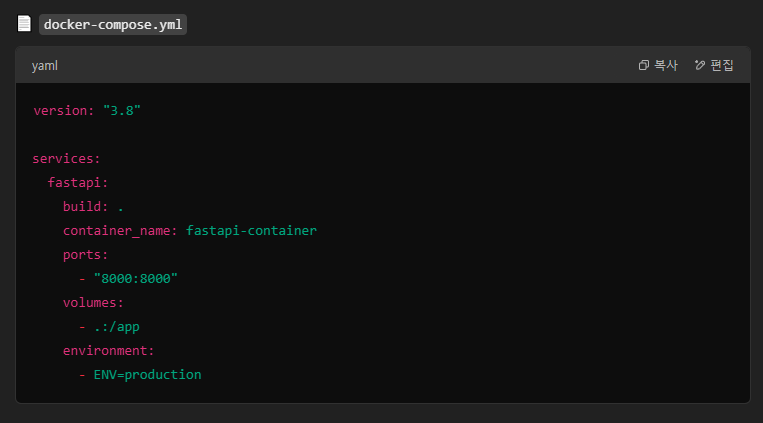 docker-compose.yml
yaml 복사 편집
version: "3.8"
services:
  fastapi:
    build: .
    container_name: fastapi-container
    ports:
      - "8000:8000"
    volumes:
      - .:/app
    environment:
      - ENV=production